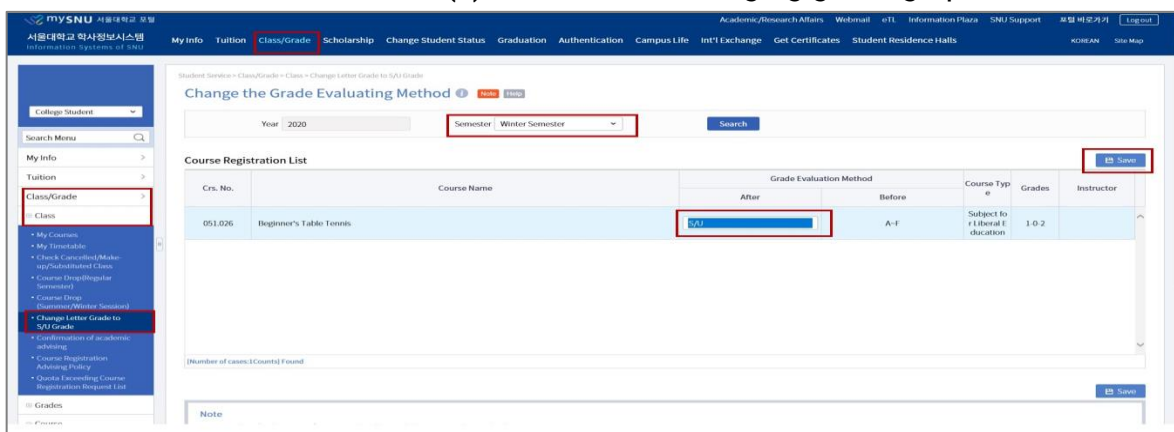 mySNU 서울대학교 포털
Academic/Research Affairs Webmail eTL Information Plaza SNU Support 포털 바로가기 Logout
서울대학교 학사정보시스템
Information Systems of SNU
My Info Tuition Class/Grade Scholarship Change Student Status Graduation Authentication Campus Life Int'l Exchange Get Certificates Student Residence Halls
KOREAN Site Map
Student Service > Class/Grade > Class > Change Letter Grade to S/U Grade
Change the Grade Evaluating Method Note Help
College Student
Year 2020 Semester Winter Semester Search
Search Menu
My Info
Tuition
Class/Grade
Class
• My Courses
• My Timetable
• Check Cancelled/Make-
up/Substituted Class
• Course Drop(Regular
Semester)
• Course Drop
(Summer/Winter Session)
• Change Letter Grade to
S/U Grade
• Confirmation of academic
advising
• Course Registration
Advising Policy
• Quota Exceeding Course
Registration Request List
Grades
Course Registration List
Save
Crs. No. Course Name Grade Evaluation Method Course Typ
e Grades Instructor
After Before
051.026 Beginner's Table Tennis S/U A~F Subject fo
r Liberal E
ducation 1-0-2
[Number of cases:1Counts] Found
Save
Note